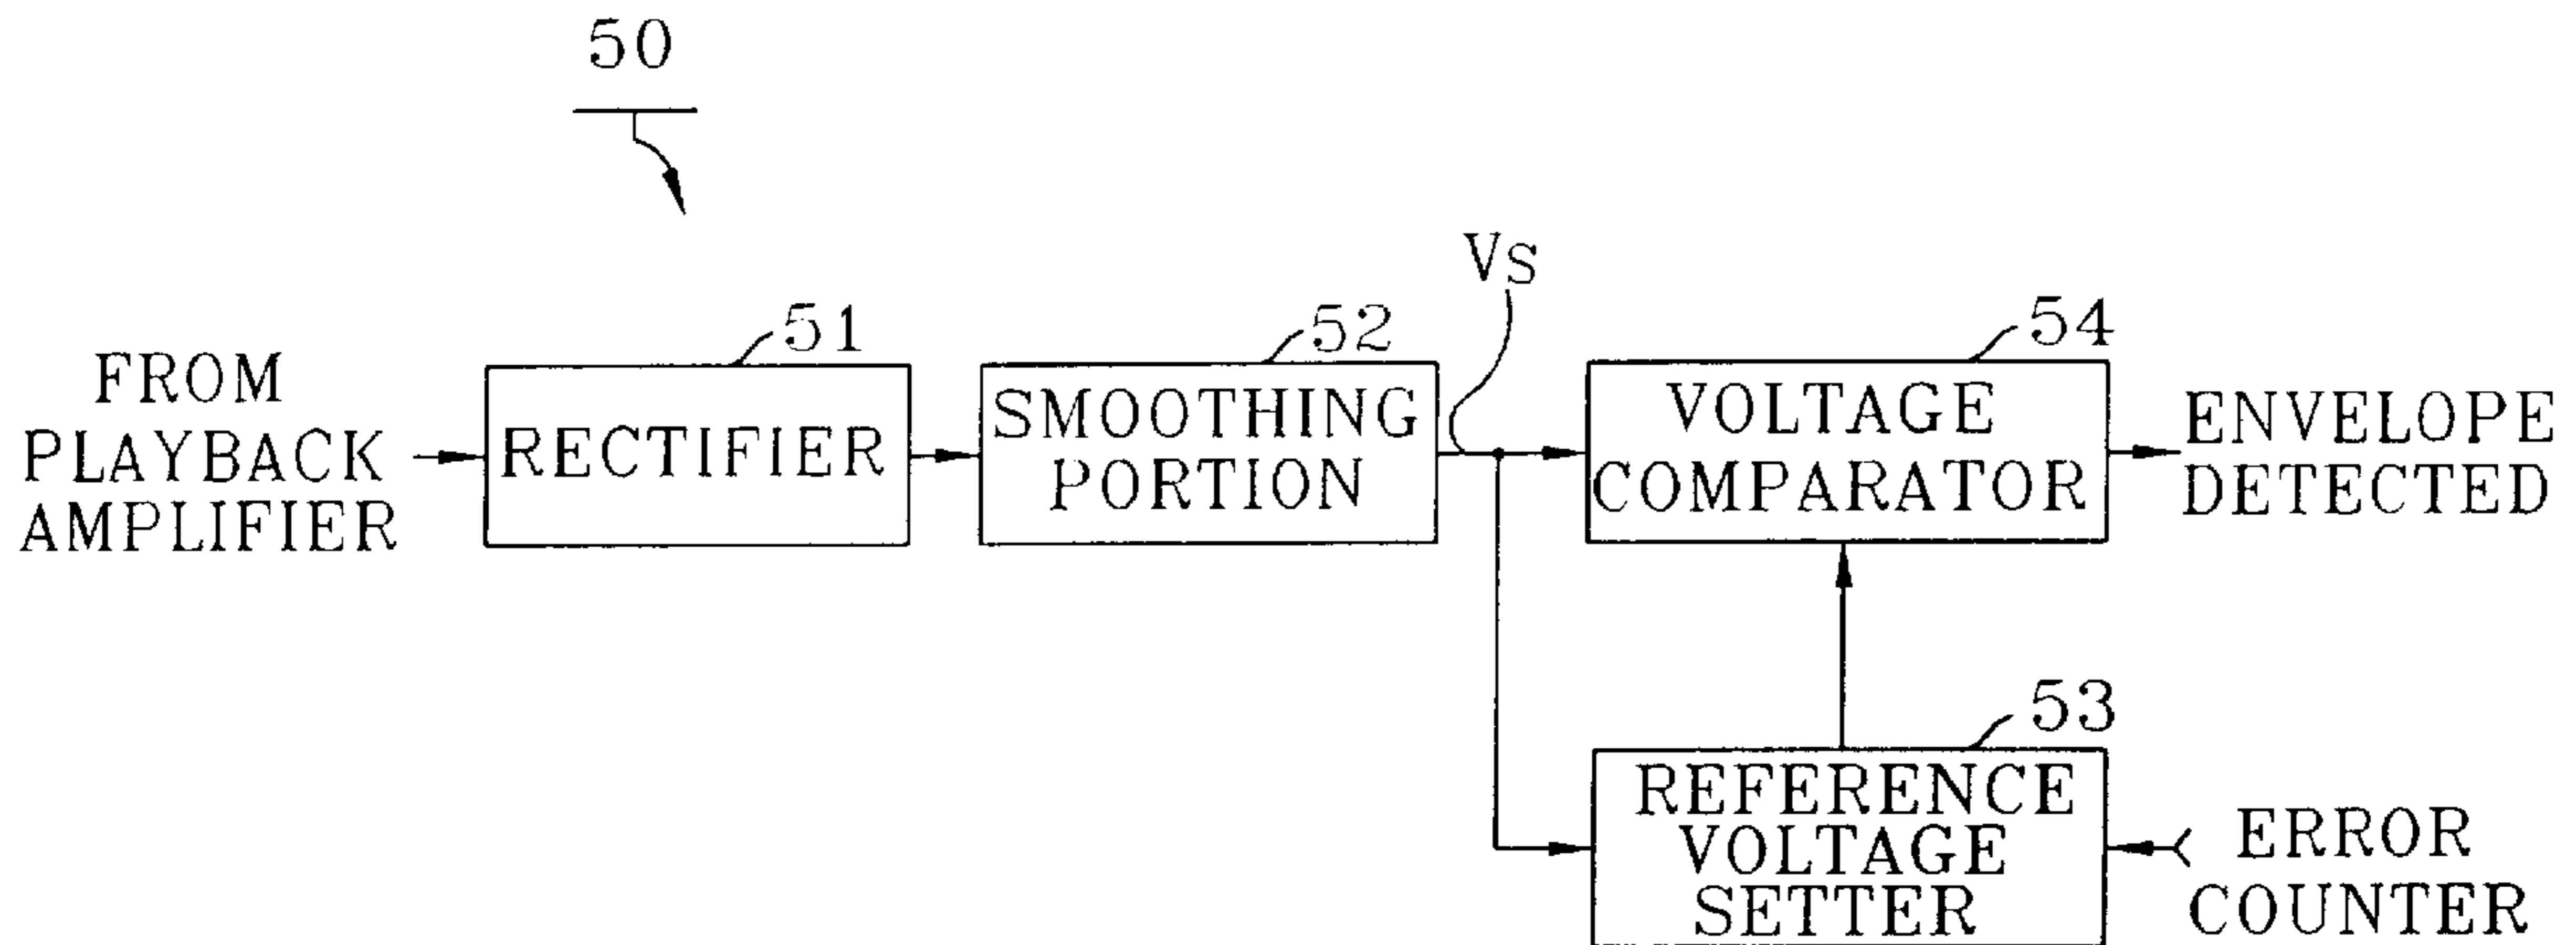 50
Vs
51
52
54
FROM
PLAYBACK
AMPLIFIER
RECTIFIER
SMOOTHING
PORTION
VOLTAGE
COMPARATOR
ENVELOPE
DETECTED
53
REFERENCE
VOLTAGE
SETTER
ERROR
COUNTER